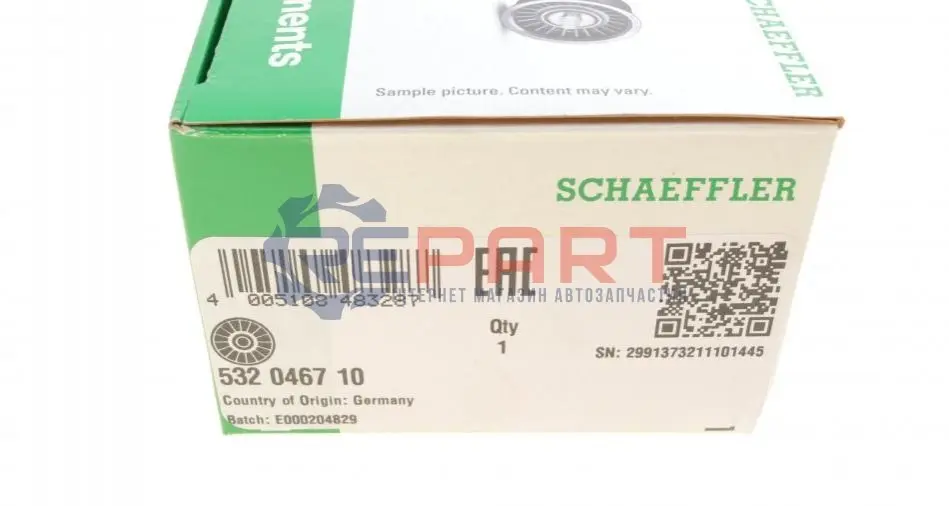 nents
SCHAEFFLER
Sample picture. Content may vary.
SCHAEFFLER
REPART
ИНТЕРНЕТ МАГАЗИН АВТОЗАПЧАСТЕЙ
EAC
4 005108 483287
Qty
1
SN: 2991373211101445
532 0467 10
Country of Origin: Germany
Batch: E000204829